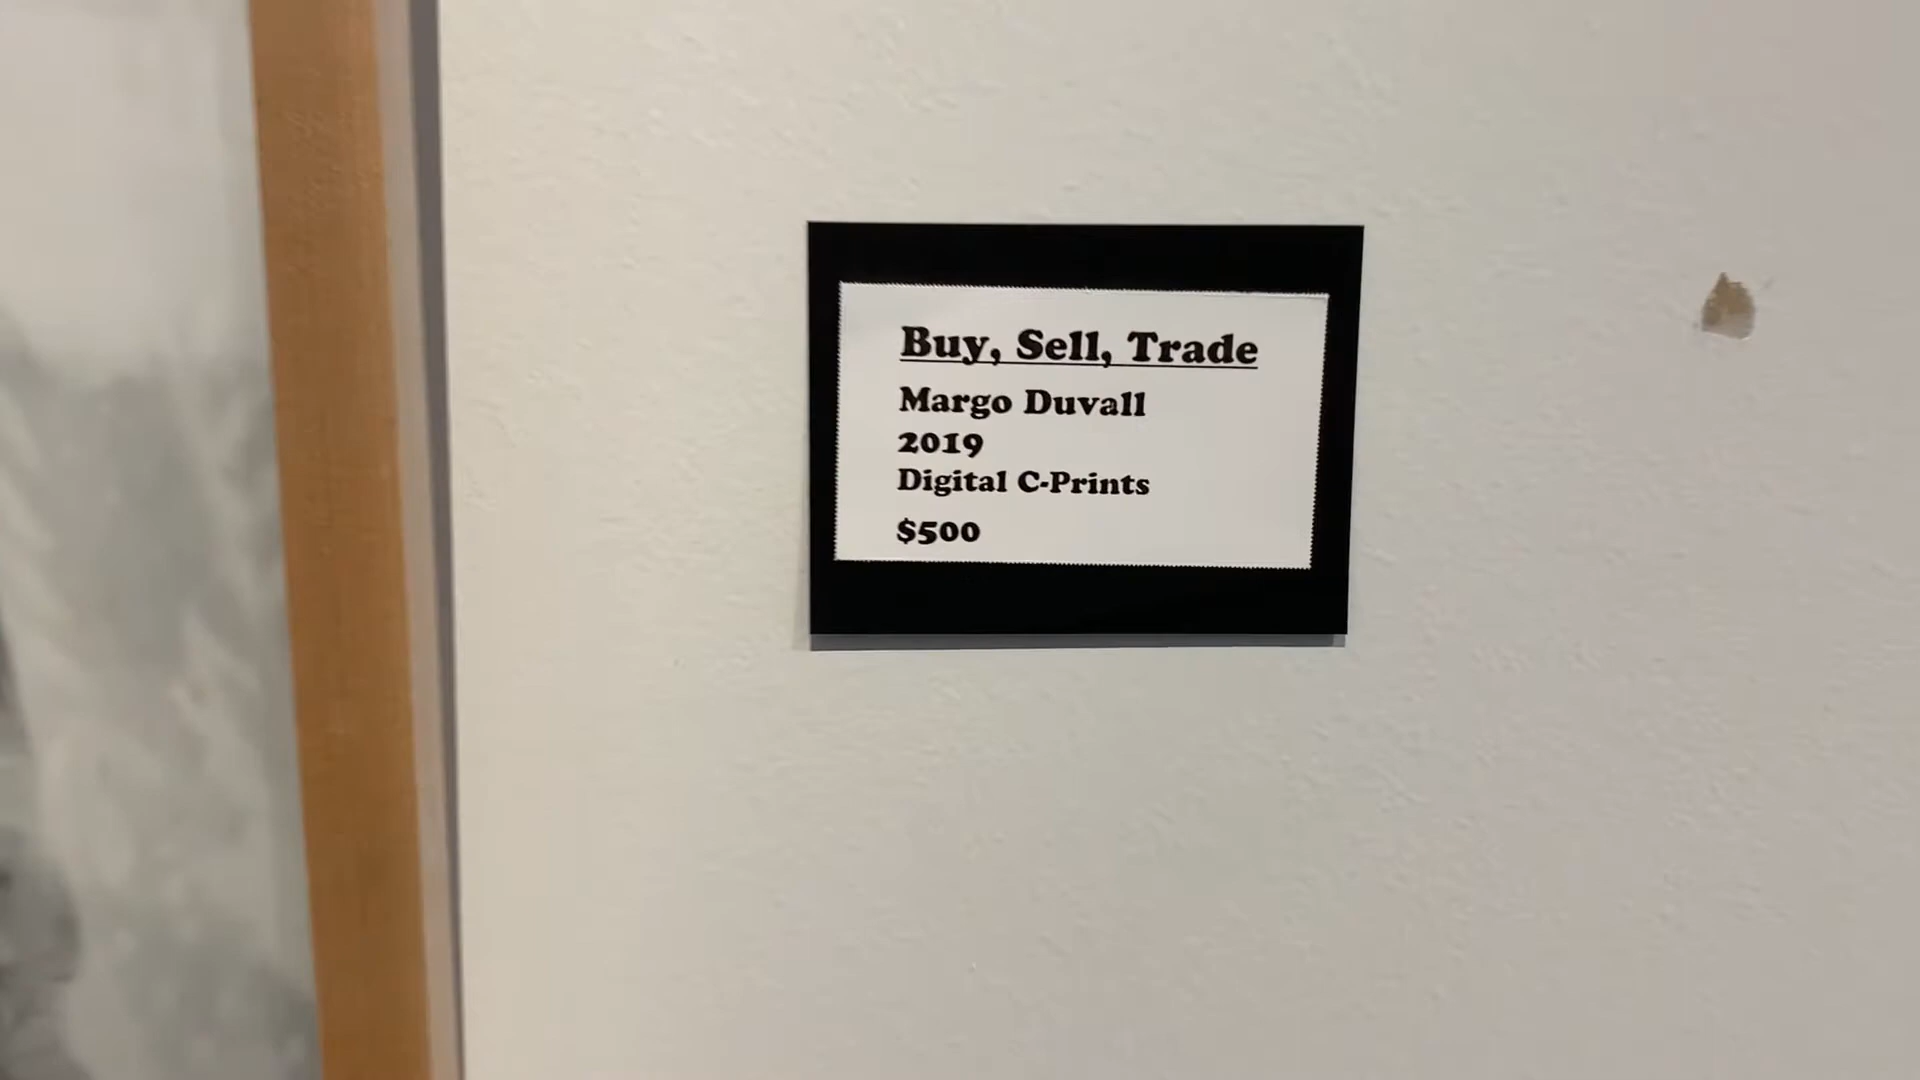 Buy, Sell, Trade
Margo Duvall
2019
Digital C-Prints
$500